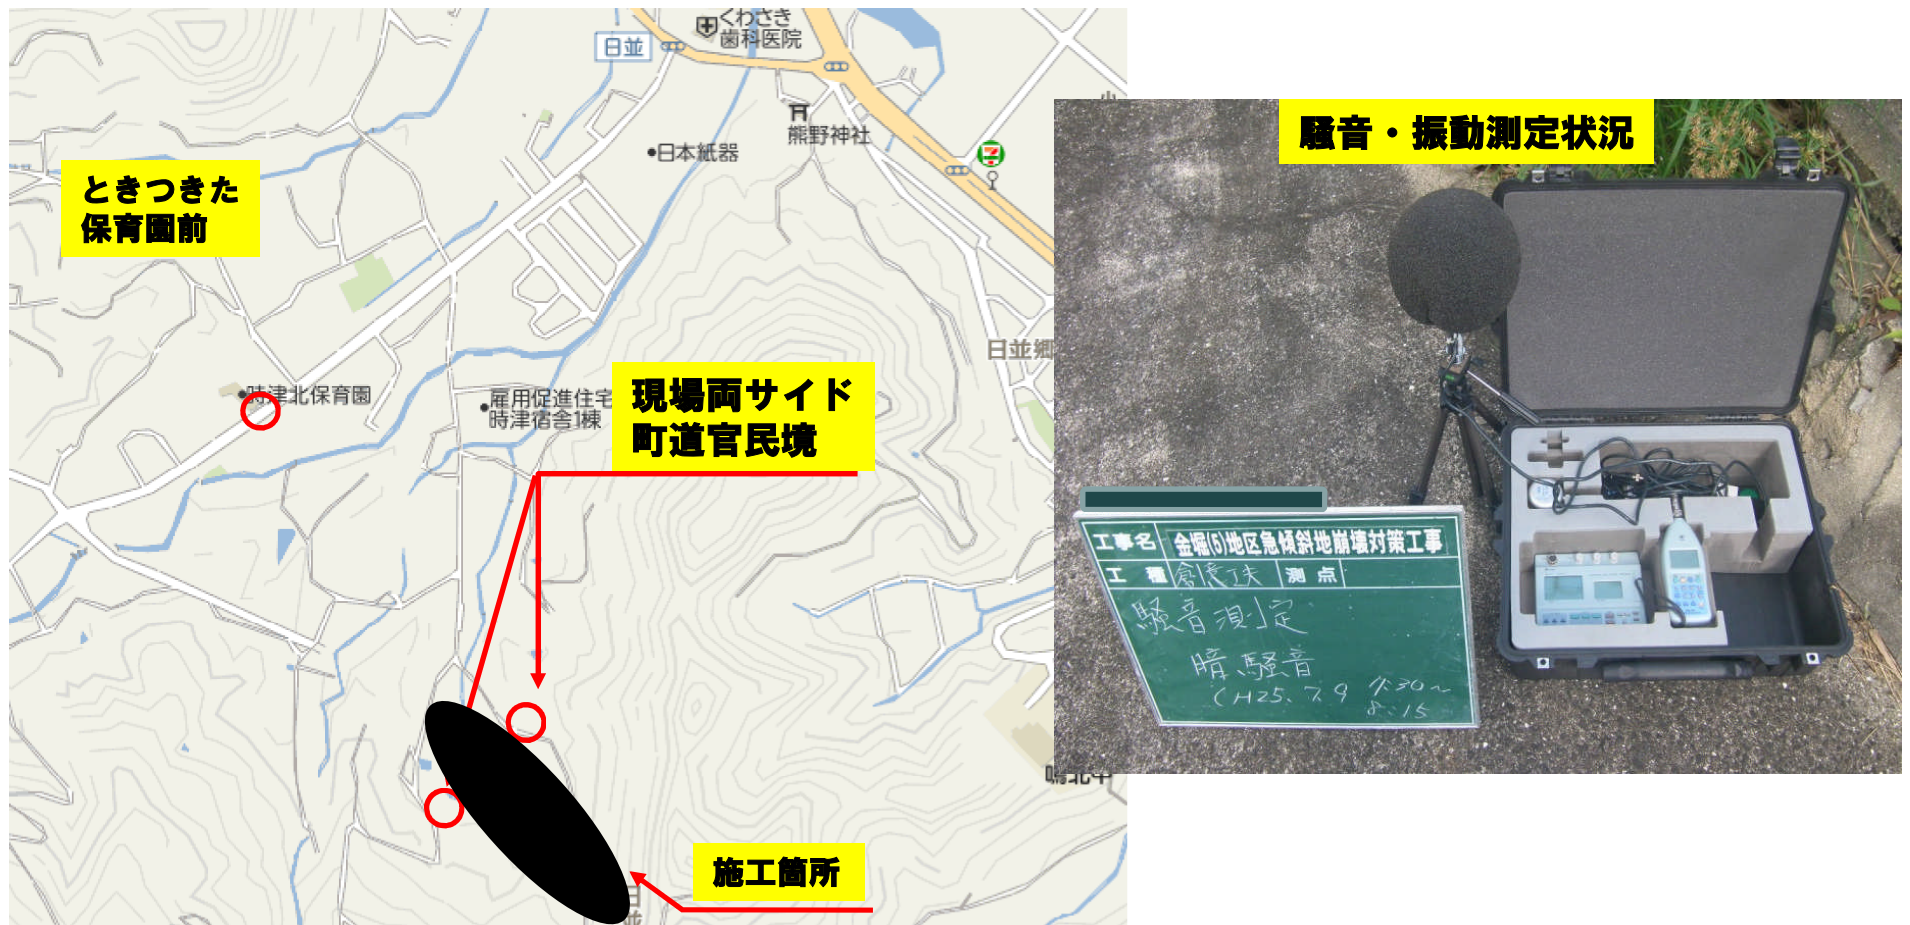 くわさき
歯科医院
日並
熊野神社
日本紙器
ときつきた
保育園前
日並郷
時津北保育園
雇用促進住宅
時津宿舎1棟
現場両サイド
町道官民境
鳴北中
施工箇所
日並
騒音・振動測定状況
工事名 金堀(5)地区急傾斜地崩壊対策工事
工種 測点
騒音測定
暗騒音
(H25.7.9 7:30～
8:15